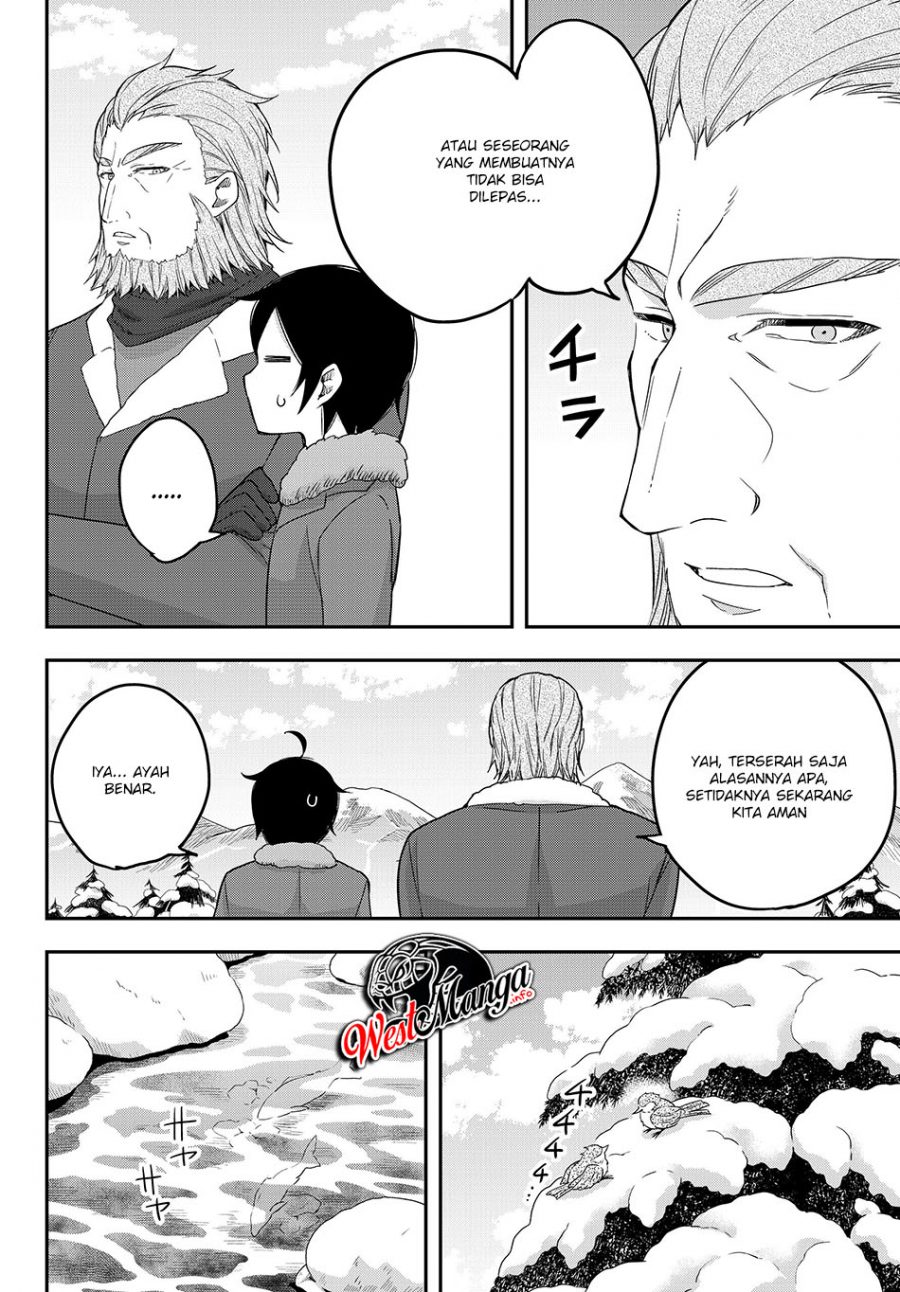 ATAU SESEORANG
YANG MEMBUATNYA
TIDAK BISA
DILEPAS...
チラ
.....
YAH, TERSERAH SAJA
ALASANNYA APA,
SETIDAKNYA SEKARANG
KITA AMAN
IYA... AYAH
BENAR.
チチチ...
サヤサヤ
WestManga
.info